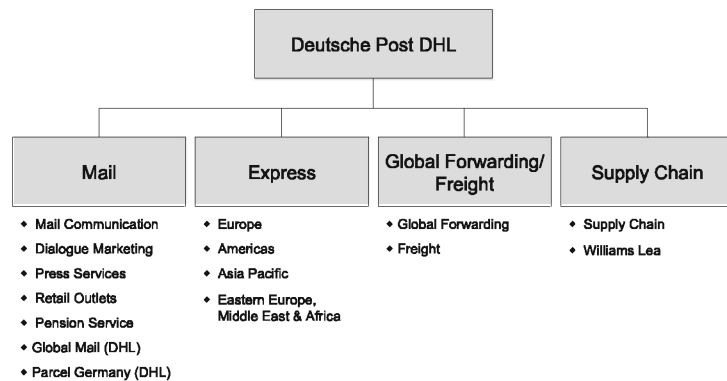 Deutsche Post DHL
Mail
Express
Global Forwarding/
Freight
Supply Chain
◆ Mail Communication
◆ Dialogue Marketing
◆ Press Services
◆ Retail Outlets
◆ Pension Service
◆ Global Mail (DHL)
◆ Parcel Germany (DHL)
◆ Europe
◆ Americas
◆ Asia Pacific
◆ Eastern Europe,
Middle East & Africa
◆ Global Forwarding
◆ Freight
◆ Supply Chain
◆ Williams Lea